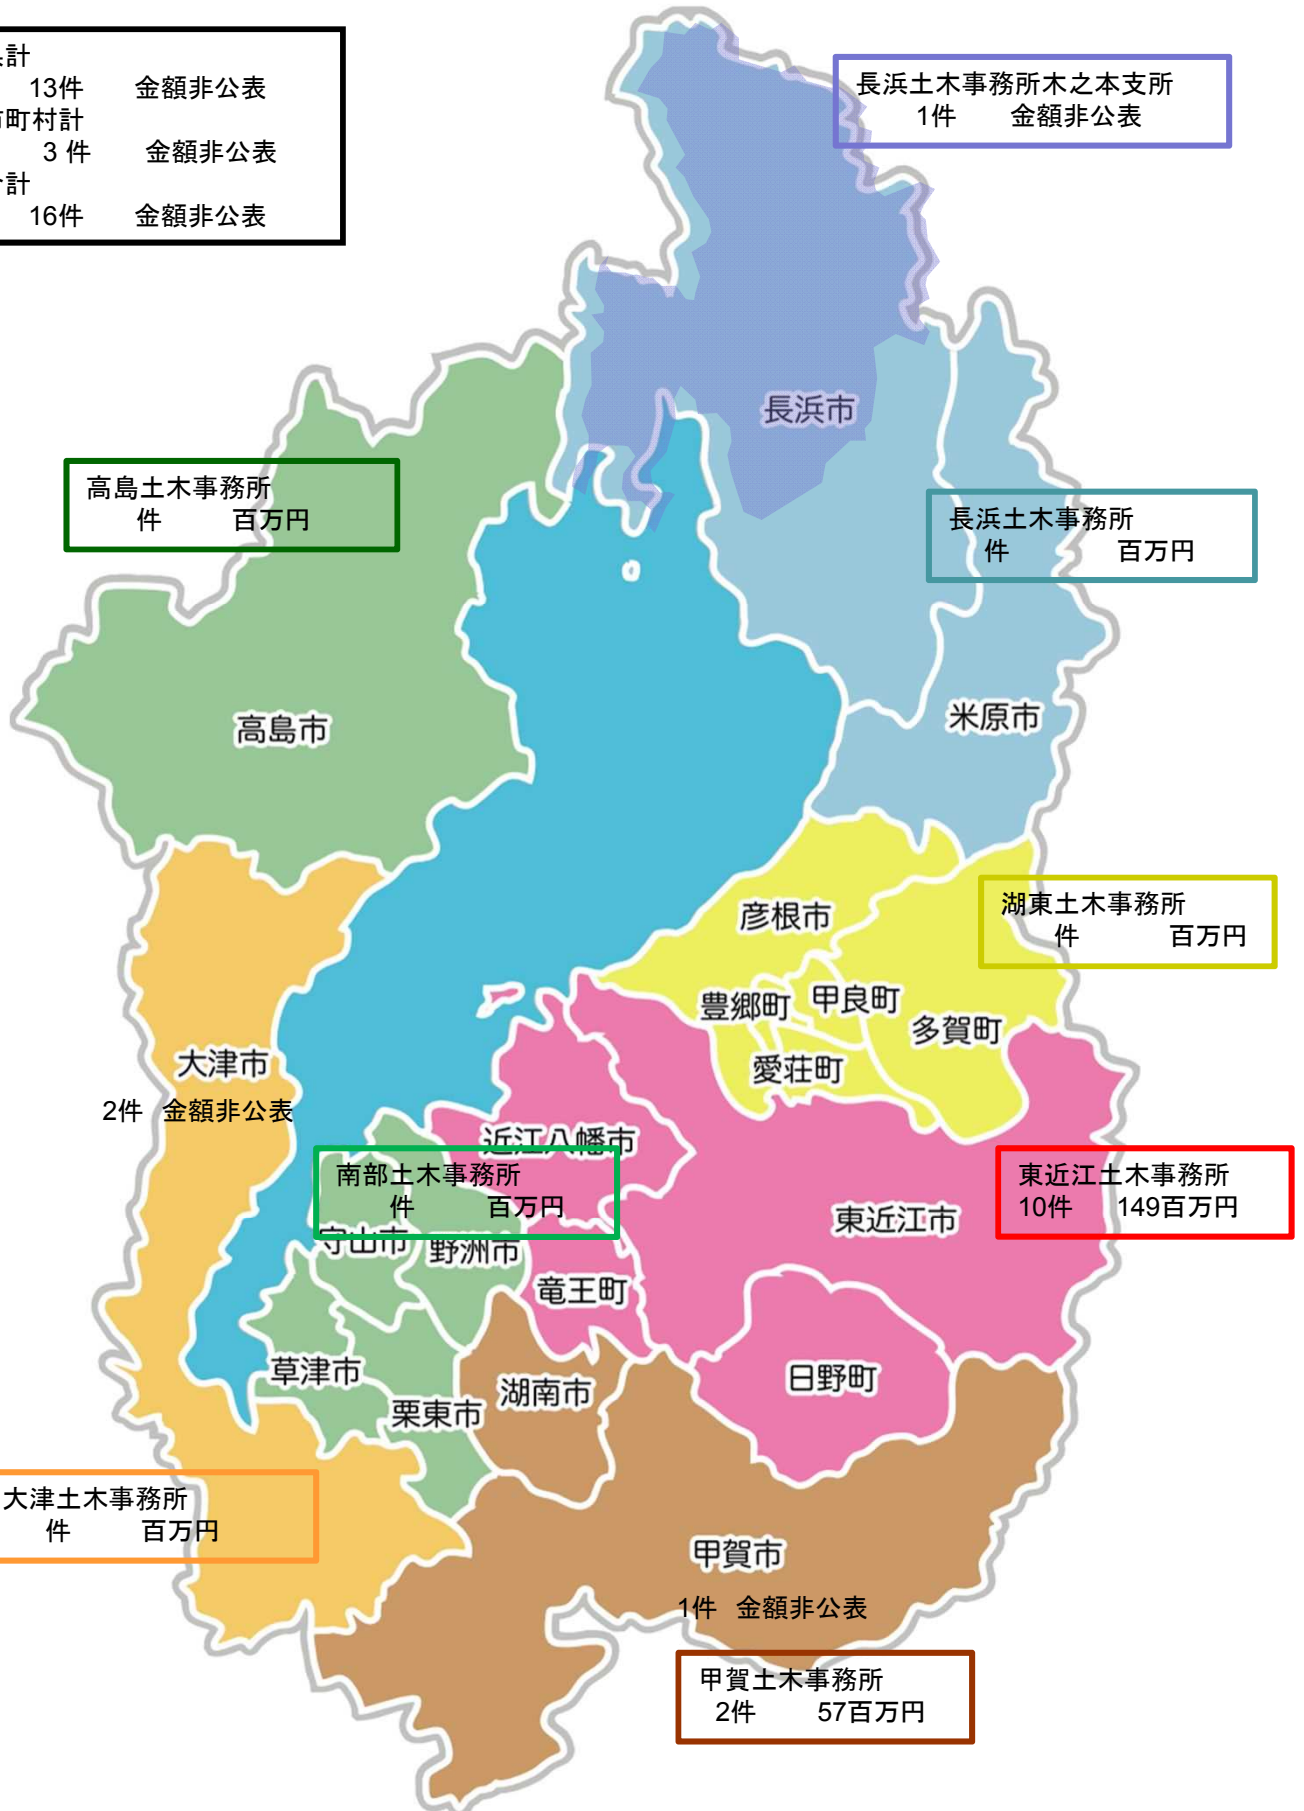 計
13件 金額非公表
町村計
3 件 金額非公表
計
16件 金額非公表
長浜土木事務所木之本支所
1件 金額非公表
長浜市
高島土木事務所
件 百万円
長浜土木事務所
件 百万円
高島市
米原市
湖東土木事務所
件 百万円
彦根市
豊郷町
甲良町
多賀町
愛荘町
大津市
2件 金額非公表
近江八幡市
南部土木事務所
件 百万円
東近江土木事務所
10件 149百万円
東近江市
守山市
野洲市
竜王町
草津市
湖南市
日野町
栗東市
大津土木事務所
件 百万円
甲賀市
1件 金額非公表
甲賀土木事務所
2件 57百万円